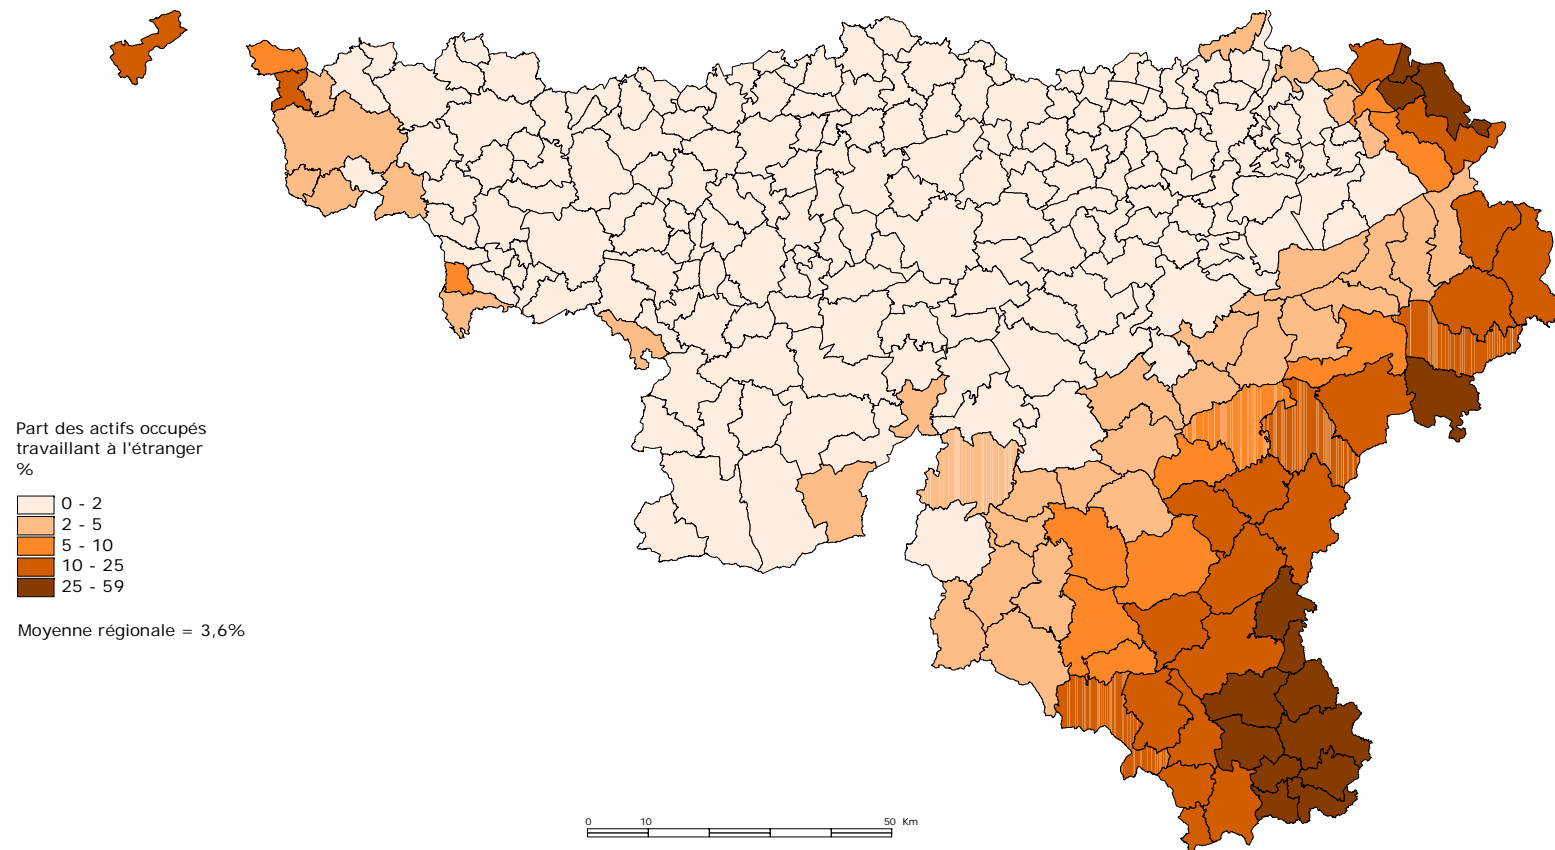 Part des actifs occupés
travaillant à l'étranger
%
0 - 2
2 - 5
5 - 10
10 - 25
25 - 59
Moyenne régionale = 3,6%
0 10 50 Km